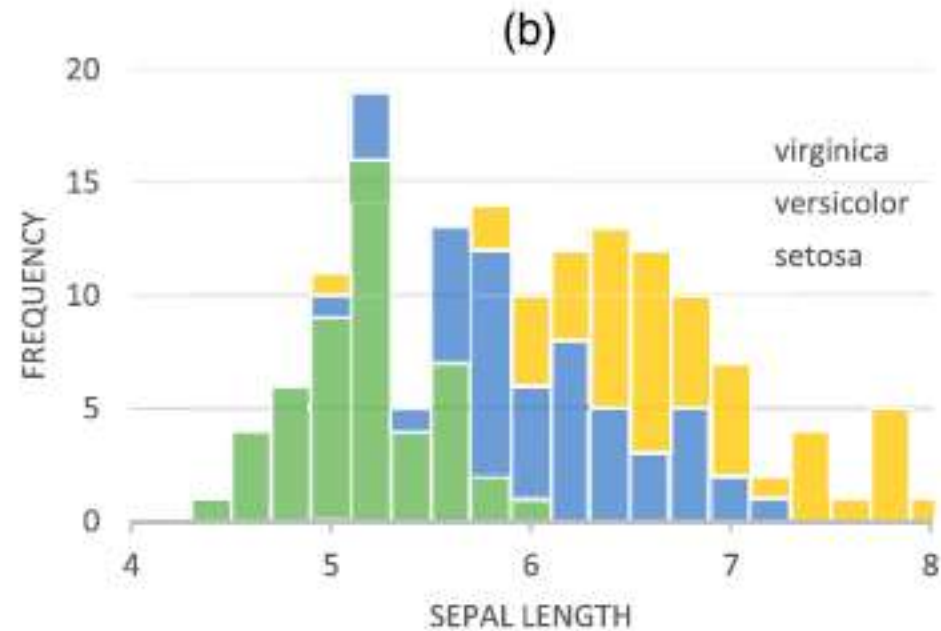 (b)
20
15
10
5
0
FREQUENCY
virginica
versicolor
setosa
4 5 6 7 8
SEPAL LENGTH